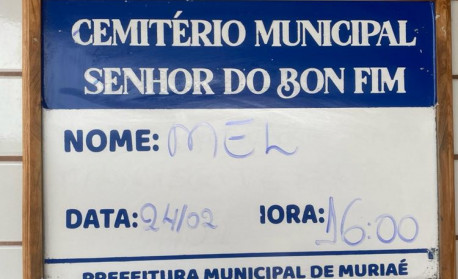 CEMITÉRIO MUNICIPAL
SENHOR DO BON FIM
NOME: MEL
DATA: 24/02 HORA: 16:00
PREFEITURA MUNICIPAL DE MURIAÉ